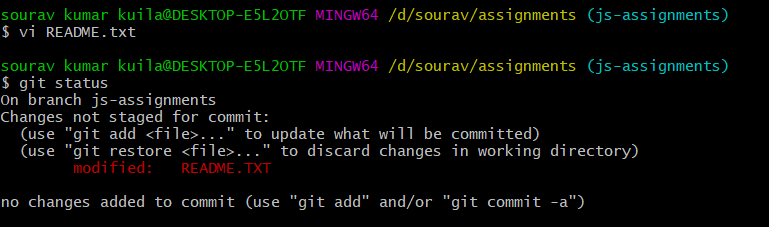 sourav kumar kuila@DESKTOP-E5L2OTF MINGW64 /d/sourav/assignments (js-assignments)
$ vi README.txt
sourav kumar kuila@DESKTOP-E5L2OTF MINGW64 /d/sourav/assignments (js-assignments)
$ git status
On branch js-assignments
Changes not staged for commit:
  (use "git add <file>..." to update what will be committed)
  (use "git restore <file>..." to discard changes in working directory)
        modified:   README.TXT
no changes added to commit (use "git add" and/or "git commit -a")